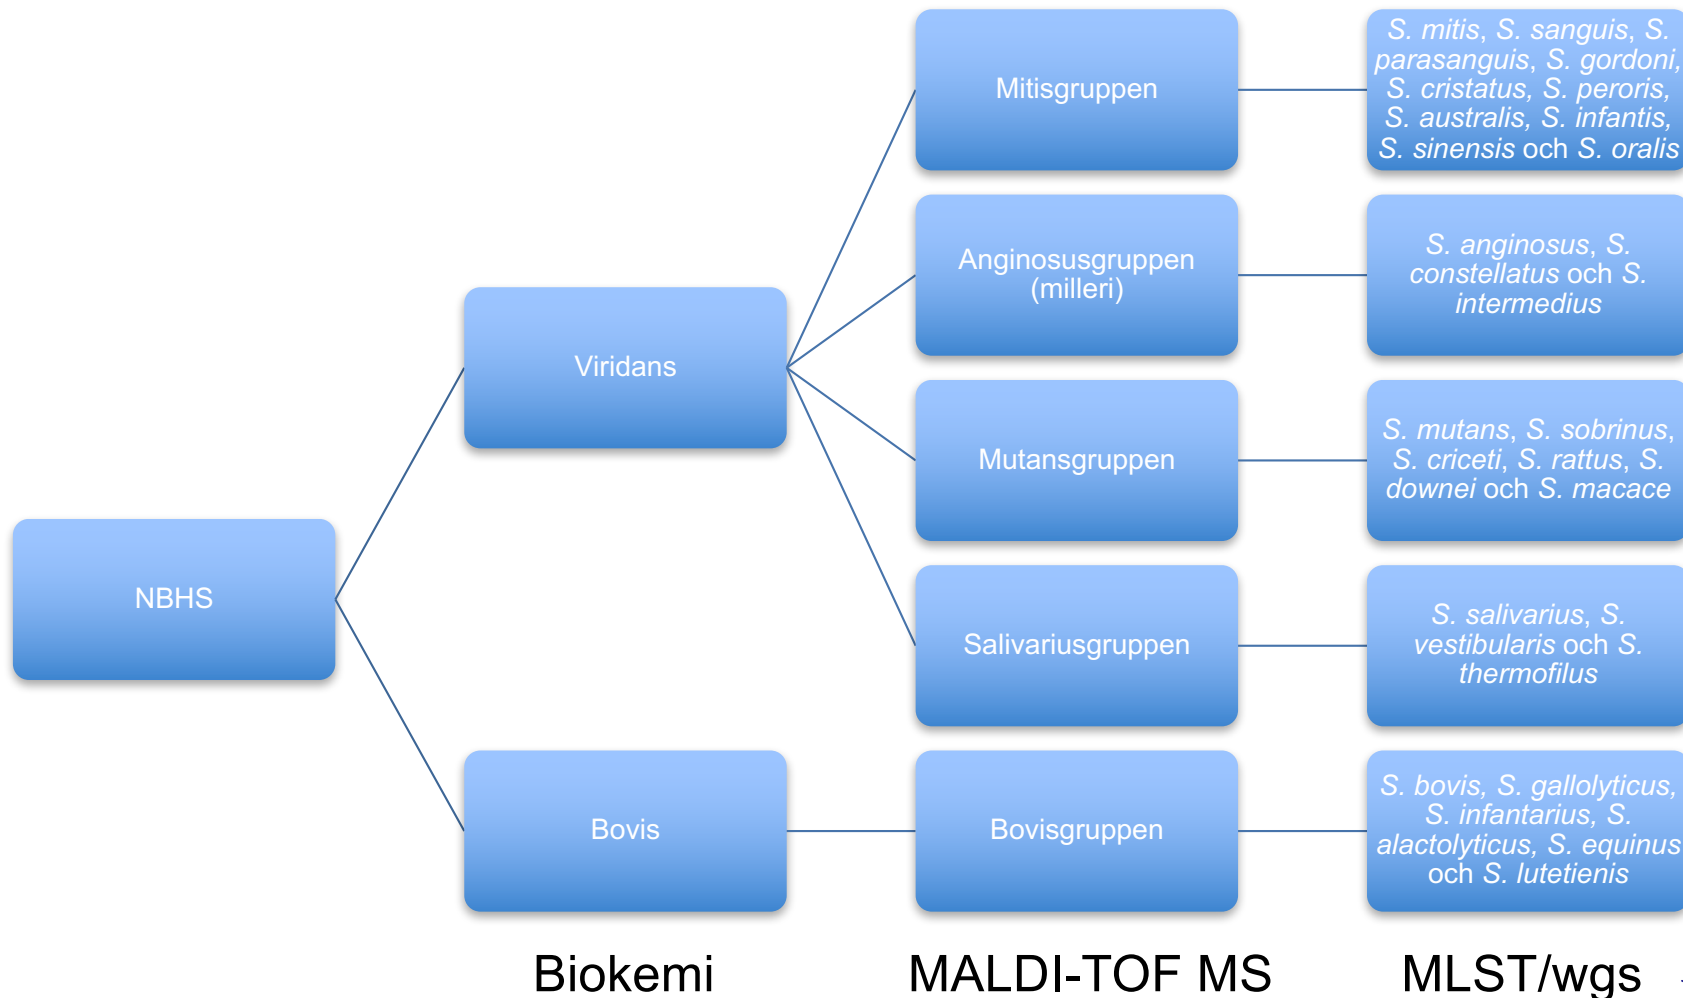 NBHS
Viridans
Bovis
Mitisgruppen
Anginosusgruppen
(milleri)
Mutansgruppen
Salivariusgruppen
Bovisgruppen
S. mitis, S. sanguis, S.
parasanguis, S. gordoni,
S. cristatus, S. peroris,
S. australis, S. infantis,
S. sinensis och S. oralis
S. anginosus, S.
constellatus och S.
intermedius
S. mutans, S. sobrinus,
S. criceti, S. rattus, S.
downei och S. macace
S. salivarius, S.
vestibularis och S.
thermofilus
S. bovis, S. gallolyticus,
S. infantarius, S.
alactolyticus, S. equinus
och S. lutetienis
Biokemi
MALDI-TOF MS
MLST/wgs